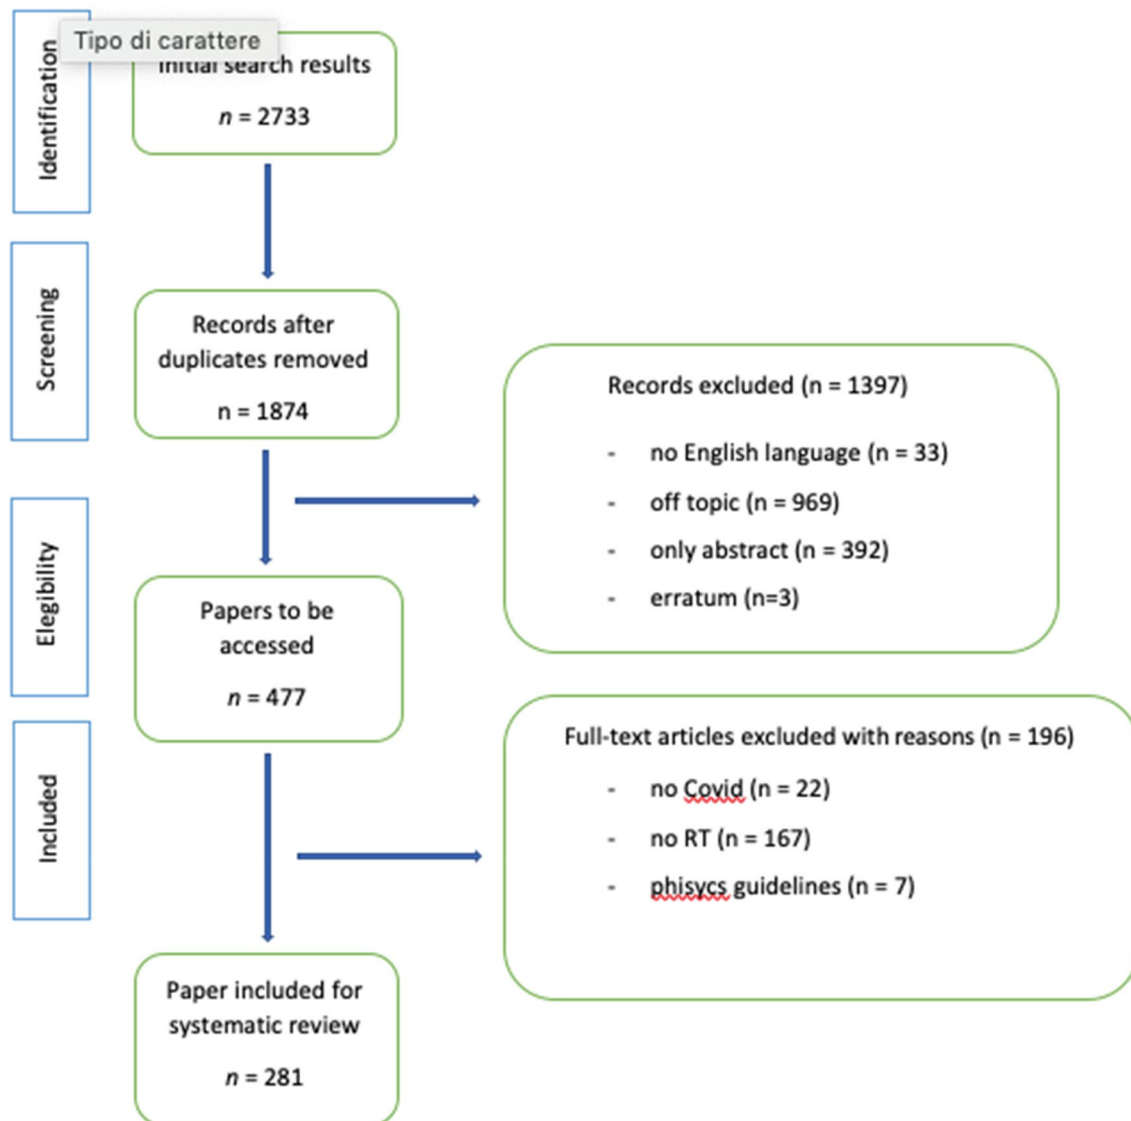 Identification
Tipo di carattere
Initial search results
n = 2733
Screening
Records after
duplicates removed
n = 1874
Records excluded (n = 1397)
- no English language (n = 33)
- off topic (n = 969)
- only abstract (n = 392)
- erratum (n=3)
Elegibility
Papers to be
accessed
n = 477
Included
Full-text articles excluded with reasons (n = 196)
- no Covid (n = 22)
- no RT (n = 167)
- phisycs guidelines (n = 7)
Paper included for
systematic review
n = 281